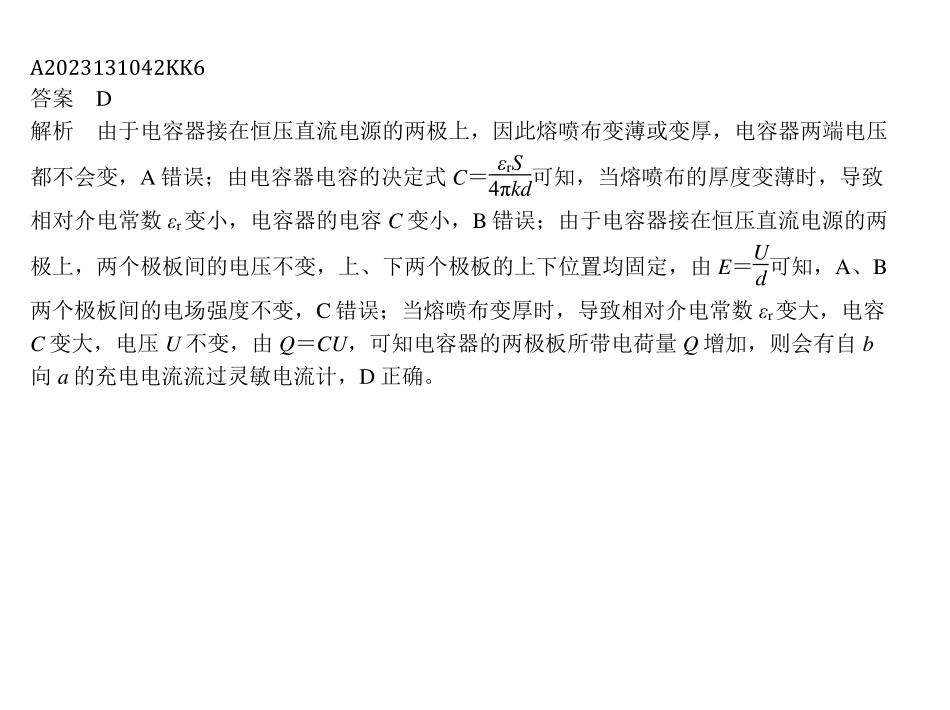 A2023131042KK6
答案　D
解析　由于电容器接在恒压直流电源的两极上，因此熔喷布变薄或变厚，电容器两端电压
都不会变，A 错误；由电容器电容的决定式 C＝εrS/4πkd可知，当熔喷布的厚度变薄时，导致
相对介电常数 εr 变小，电容器的电容 C 变小，B 错误；由于电容器接在恒压直流电源的两
极上，两个极板间的电压不变，上、下两个极板的上下位置均固定，由 E＝U/d可知，A、B
两个极板间的电场强度不变，C 错误；当熔喷布变厚时，导致相对介电常数 εr 变大，电容
C 变大，电压 U 不变，由 Q＝CU，可知电容器的两极板所带电荷量 Q 增加，则会有自 b
向 a 的充电电流流过灵敏电流计，D 正确。